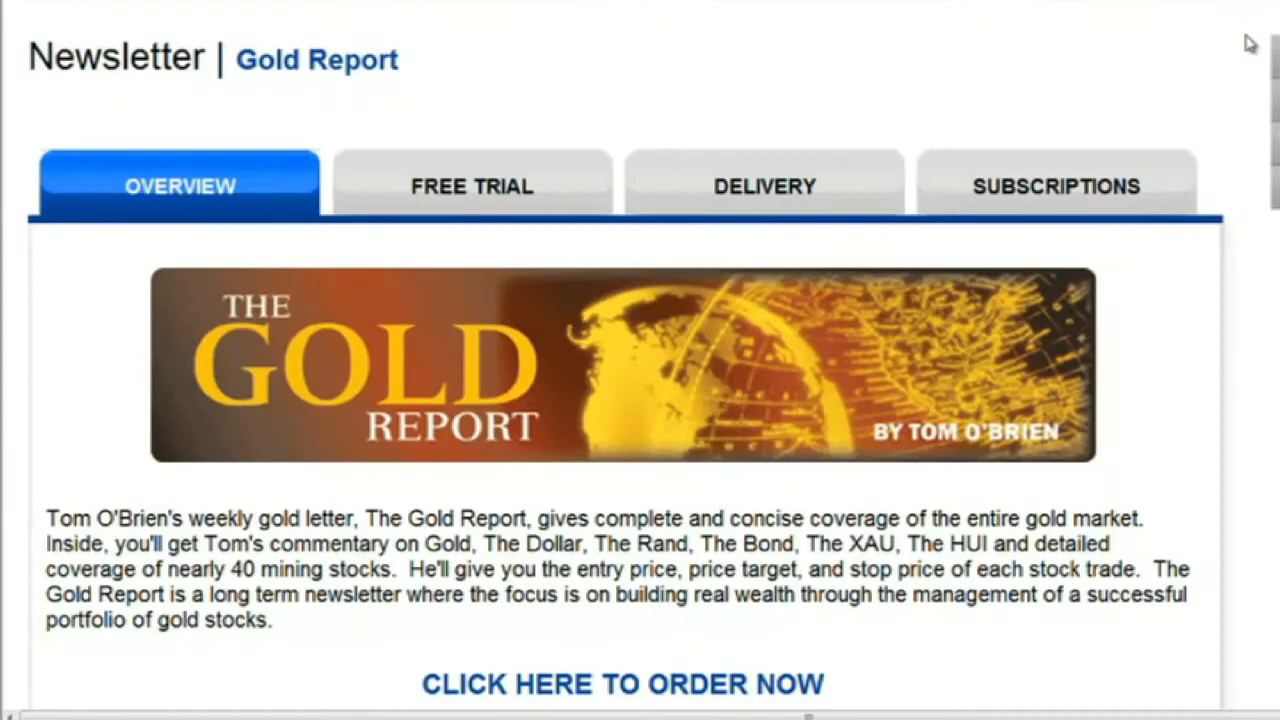 Newsletter | Gold Report
OVERVIEW
FREE TRIAL
DELIVERY
SUBSCRIPTIONS
THE
GOLD
REPORT
BY TOM O'BRIEN
Tom O'Brien's weekly gold letter, The Gold Report, gives complete and concise coverage of the entire gold market.
Inside, you'll get Tom's commentary on Gold, The Dollar, The Rand, The Bond, The XAU, The HUI and detailed
coverage of nearly 40 mining stocks.  He'll give you the entry price, price target, and stop price of each stock trade.  The
Gold Report is a long term newsletter where the focus is on building real wealth through the management of a successful
portfolio of gold stocks.
CLICK HERE TO ORDER NOW